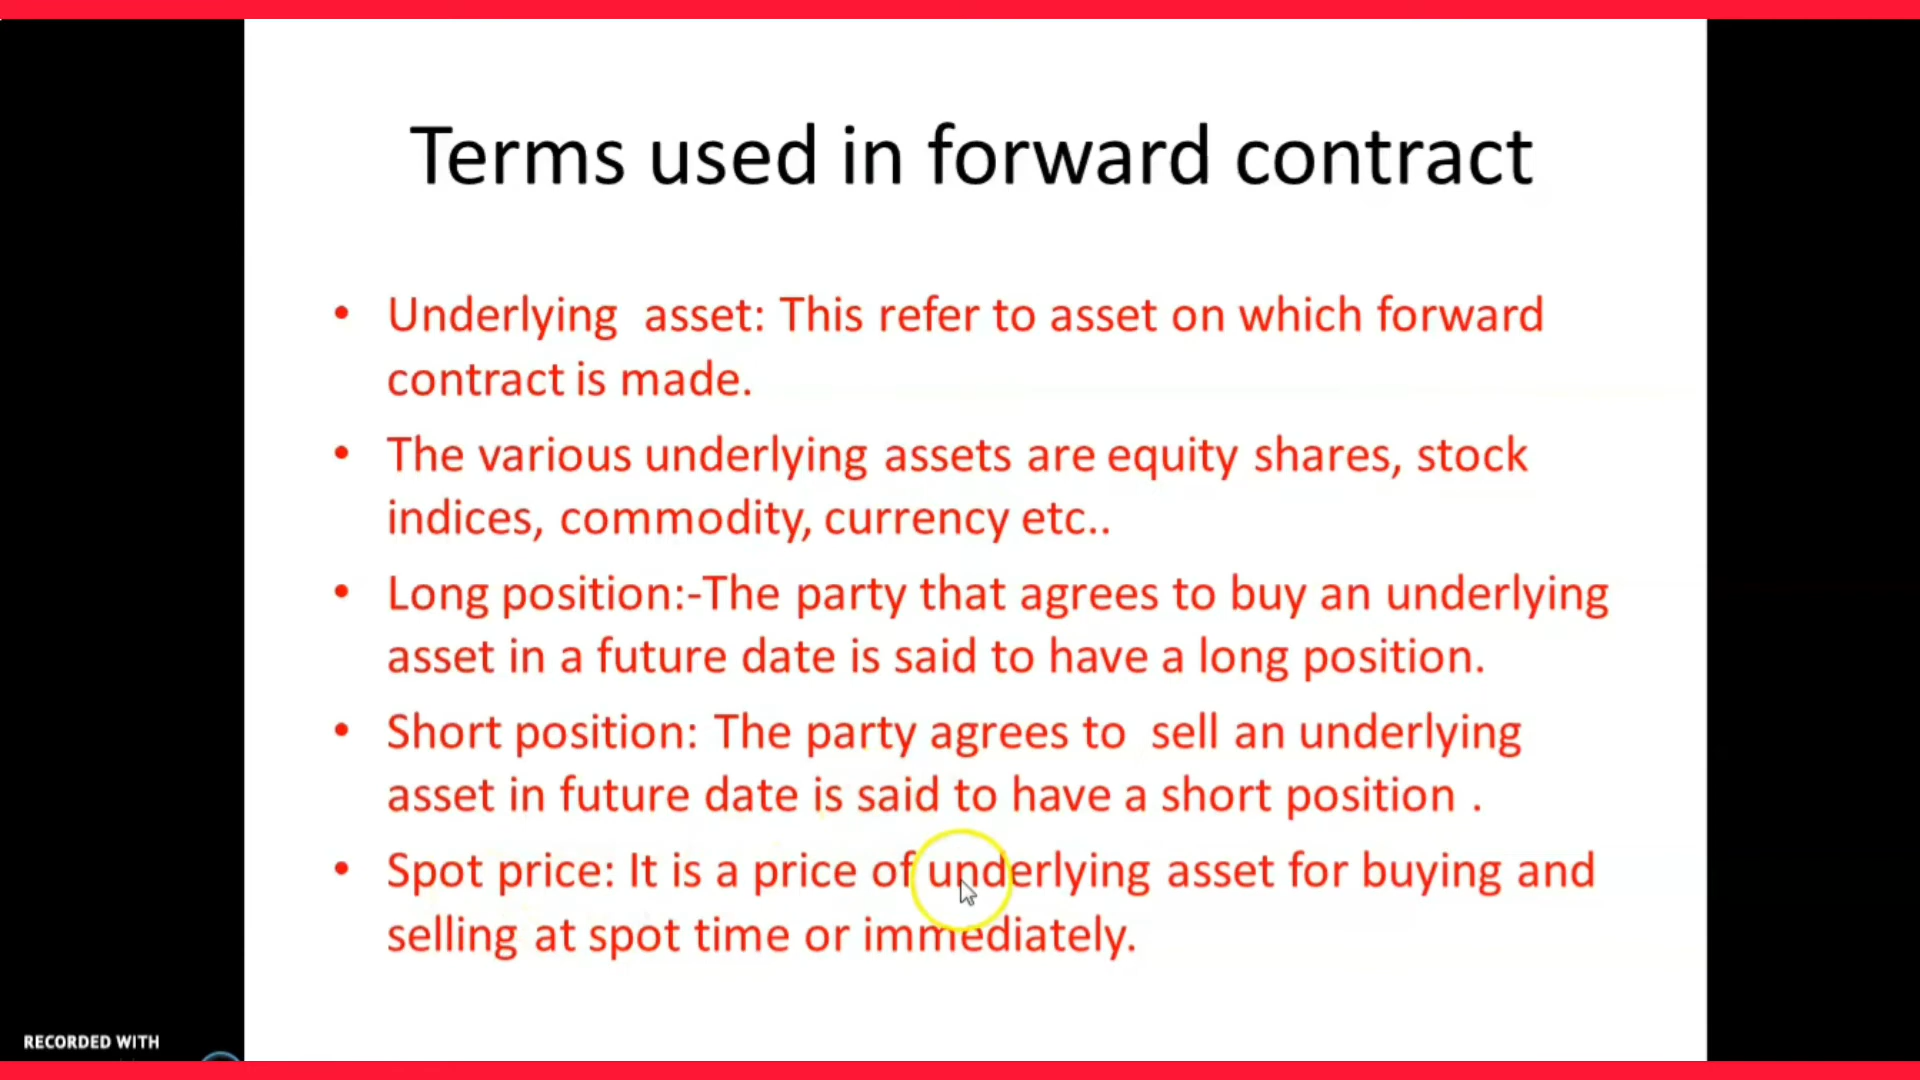 Terms used in forward contract
• Underlying asset: This refer to asset on which forward
contract is made.
• The various underlying assets are equity shares, stock
indices, commodity, currency etc..
• Long position:-The party that agrees to buy an underlying
asset in a future date is said to have a long position.
• Short position: The party agrees to sell an underlying
asset in future date is said to have a short position .
• Spot price: It is a price of underlying asset for buying and
selling at spot time or immediately.
RECORDED WITH